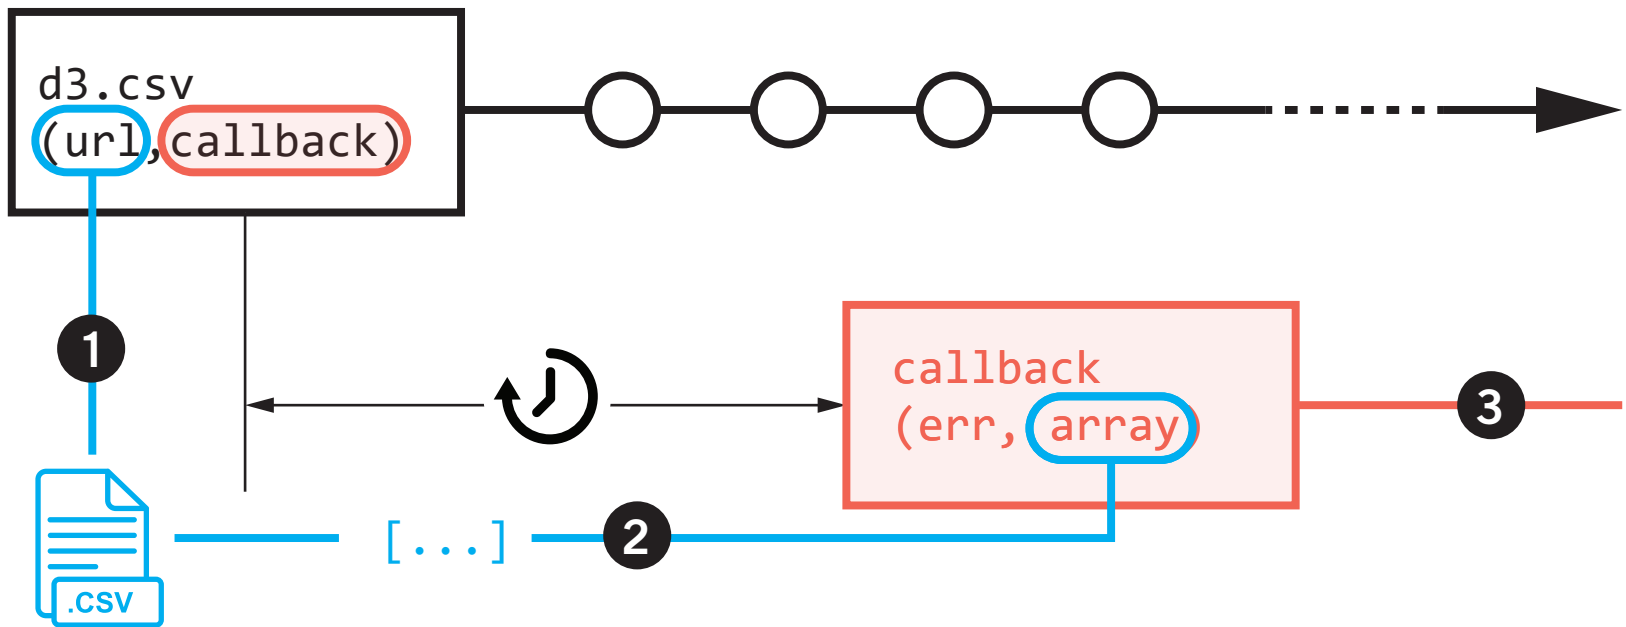 d3.csv
(url,callback)
1
callback
(err, array)
3
[...]
2
.CSV